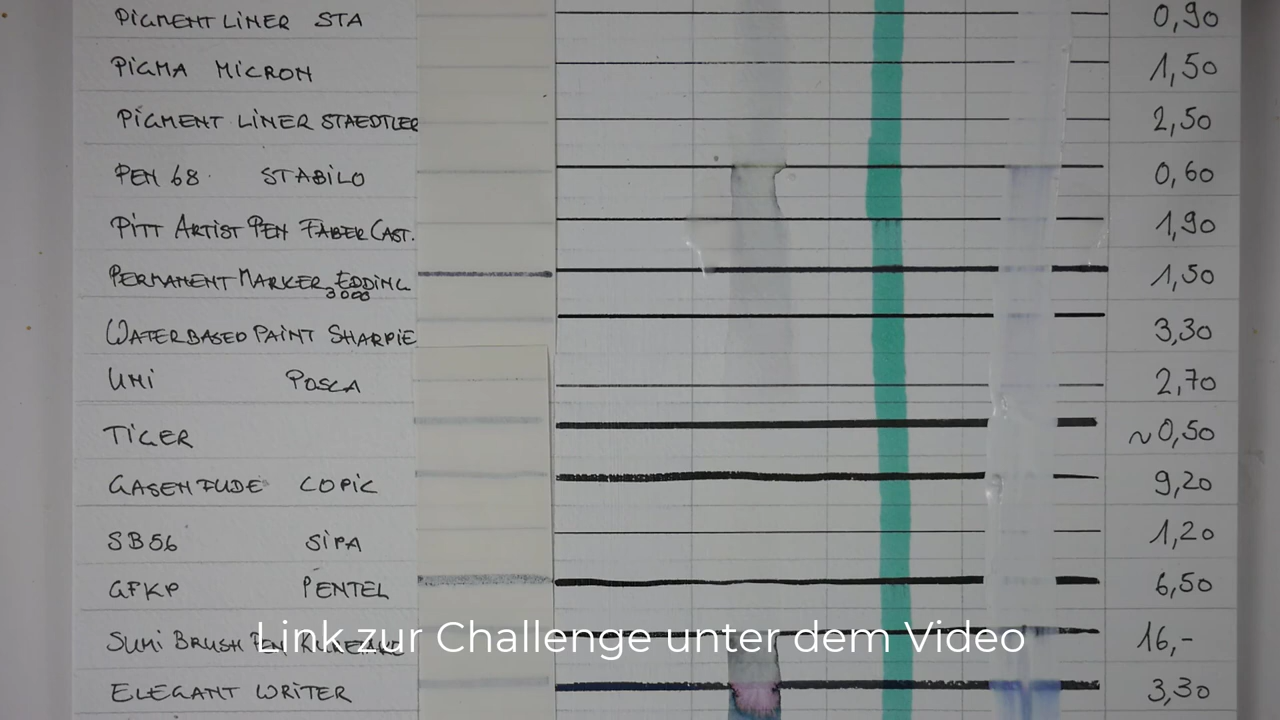 PIGMENT LINER STA 0,90
PIGMA MICRON 1,50
PIGMENT LINER STAEDTLER 2,50
PEN 68 STABILO 0,60
PITT ARTIST PEN FABER CAST. 1,90
PERMANENT MARKER EDDING 1,50
3000
WATERBASED PAINT SHARPIE 3,30
UNI POSCA 2,70
TIGER ~0,50
GASENFUDE COPIC 9,20
SB56 SIPA 1,20
GFKP PENTEL 6,50
SUMI BRUSH PEN 16,-
Link zur Challenge unter dem Video
ELEGANT WRITER 3,30